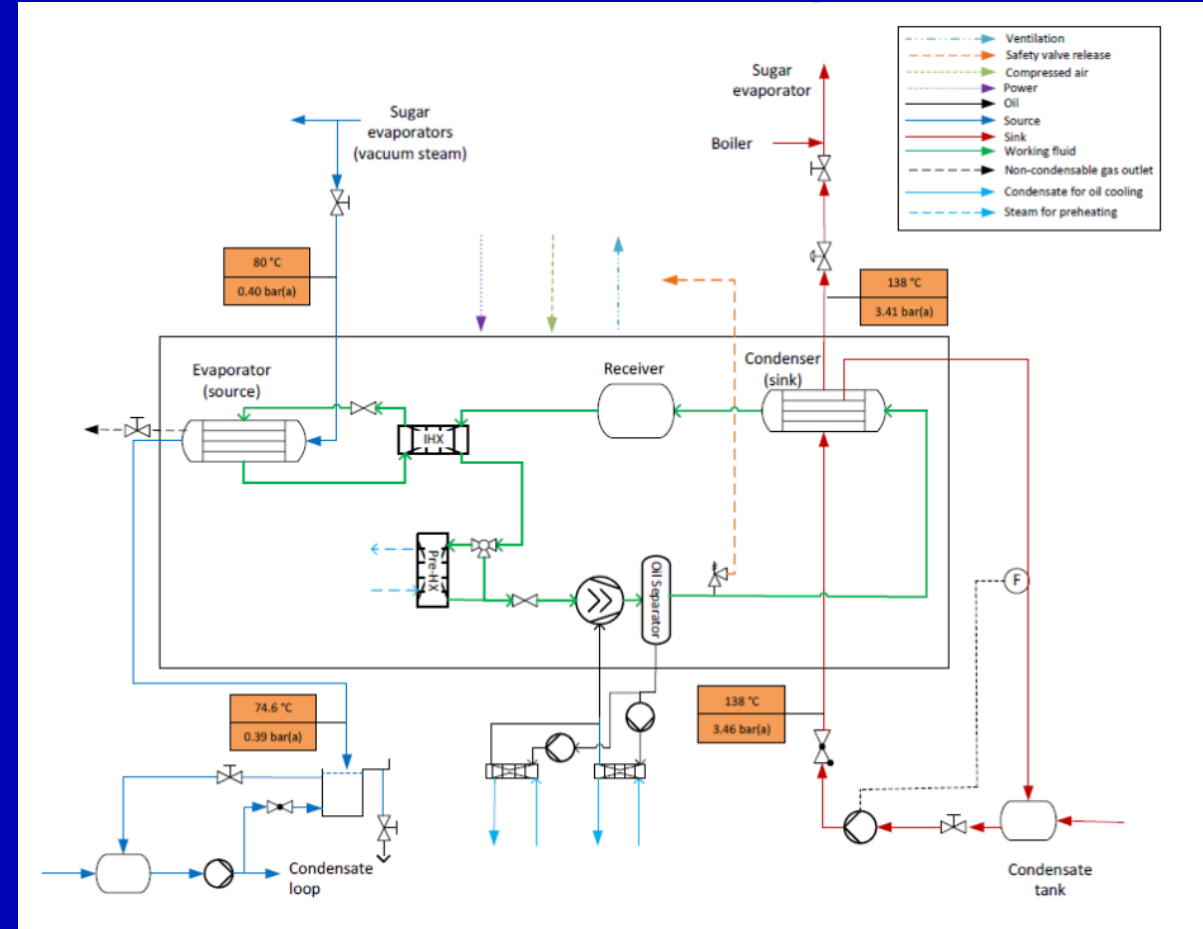 Ventilation
Safety valve release
Compressed air
Power
Oil
Source
Sink
Working fluid
Non-condensable gas outlet
Condensate for oil cooling
Steam for preheating
Sugar
evaporator
Sugar
evaporators
(vacuum steam)
Boiler
80 °C
0.40 bar(a)
138 °C
3.41 bar(a)
Evaporator
(source)
Receiver
Condenser
(sink)
IHX
Pre-HX
Oil Separator
F
74.6 °C
0.39 bar(a)
138 °C
3.46 bar(a)
Condensate
loop
Condensate
tank